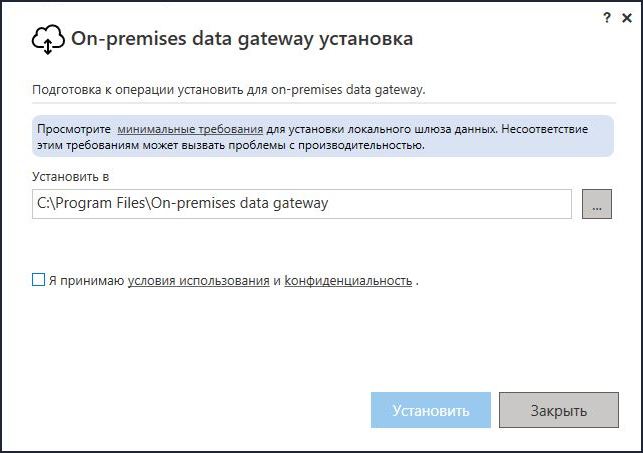 ? ×
On-premises data gateway установка
Подготовка к операции установить для on-premises data gateway.
Просмотрите минимальные требования для установки локального шлюза данных. Несоответствие
этим требованиям может вызвать проблемы с производительностью.
Установить в
C:\Program Files\On-premises data gateway
...
Я принимаю условия использования и kонфиденциальность .
Установить
Закрыть